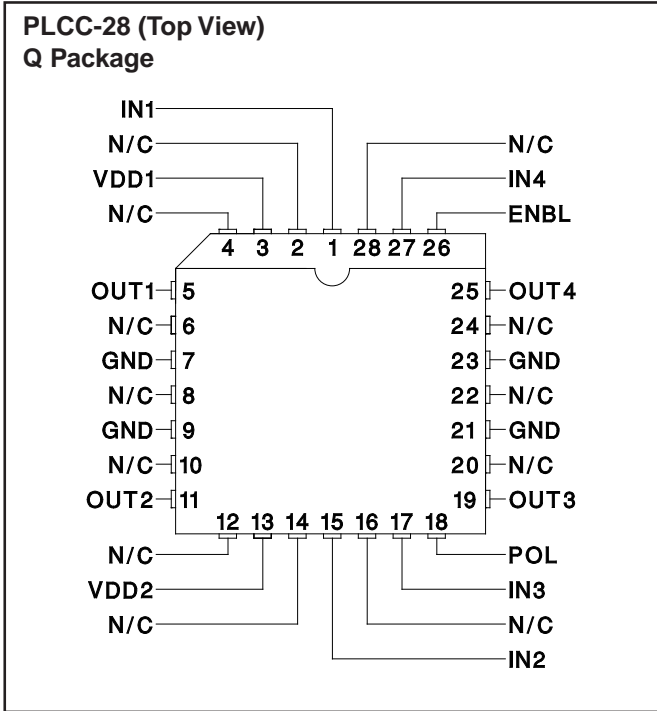 PLCC-28 (Top View)
Q Package
IN1
N/C
N/C
VDD1
IN4
N/C
ENBL
4 3 2 1 28 27 26
OUT1 5 25 OUT4
N/C 6 24 N/C
GND 7 23 GND
N/C 8 22 N/C
GND 9 21 GND
N/C 10 20 N/C
OUT2 11 19 OUT3
12 13 14 15 16 17 18
N/C
POL
VDD2
IN3
N/C
N/C
IN2